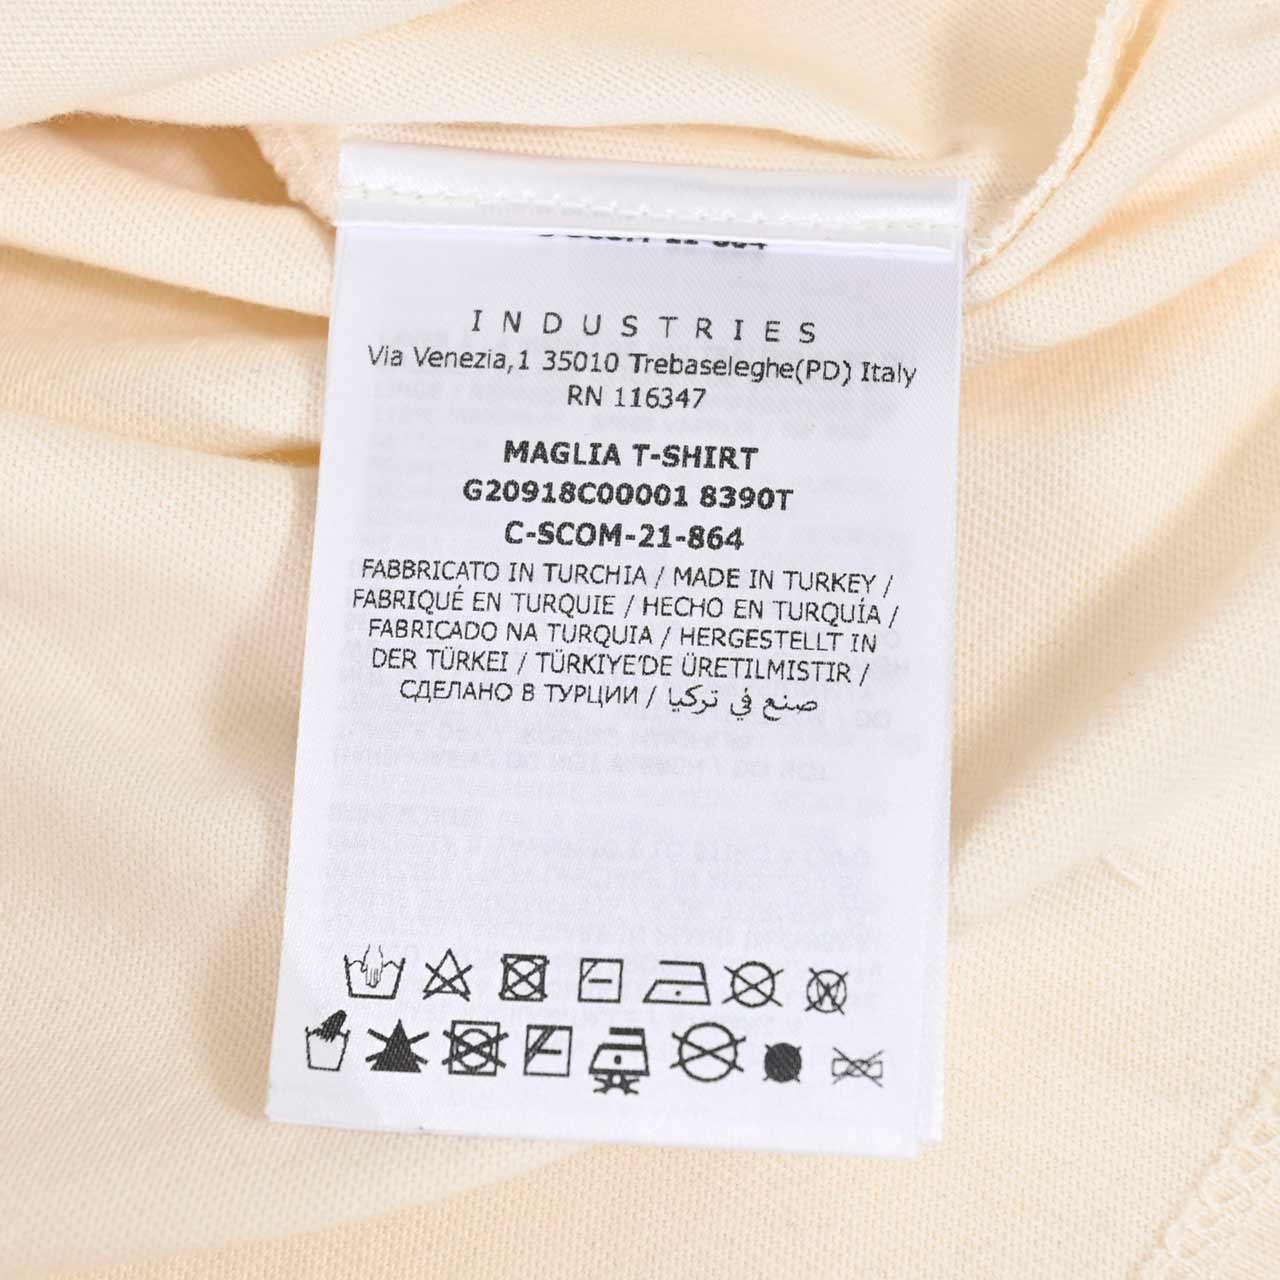 I N D U S T R I E S
Via Venezia,1 35010 Trebaseleghe(PD) Italy
RN 116347
MAGLIA T-SHIRT
G20918C00001 8390T
C-SCOM-21-864
FABBRICATO IN TURCHIA / MADE IN TURKEY /
FABRIQUÉ EN TURQUIE / HECHO EN TURQUÍA /
FABRICADO NA TURQUIA / HERGESTELLT IN
DER TÜRKEI / TÜRKIYE'DE ÜRETILMISTIR /
СДЕЛАНО В ТУРЦИИ / صنع في تركيا